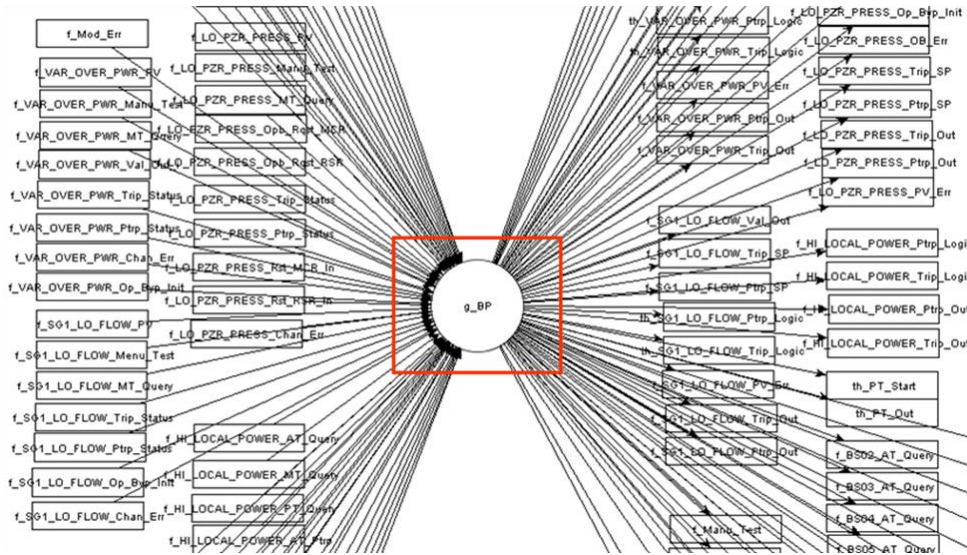 f_Mod_Err
f_VAR_OVER_PWR_PV
f_VAR_OVER_PWR_Manu_Test
f_VAR_OVER_PWR_MT_Query
f_VAR_OVER_PWR_Val_Out
f_VAR_OVER_PWR_Trip_Status
f_VAR_OVER_PWR_Ptrp_Status
f_VAR_OVER_PWR_Chan_Err
f_VAR_OVER_PWR_Op_Byp_Init
f_SG1_LO_FLOW_PV
f_SG1_LO_FLOW_Menu_Test
f_SG1_LO_FLOW_MT_Query
f_SG1_LO_FLOW_Trip_Status
f_SG1_LO_FLOW_Ptrp_Status
f_SG1_LO_FLOW_Op_Byp_Init
f_SG1_LO_FLOW_Chan_Err
f_LO_PZR_PRESS_PV
f_LO_PZR_PRESS_Manu_Test
f_LO_PZR_PRESS_MT_Query
f_LO_PZR_PRESS_Opb_Rqst_MCR
f_LO_PZR_PRESS_Opb_Rqst_RSR
f_LO_PZR_PRESS_Trip_Status
f_LO_PZR_PRESS_Ptrp_Status
f_LO_PZR_PRESS_Rst_MCR_In
f_LO_PZR_PRESS_Rst_RSR_In
f_LO_PZR_PRESS_Chan_Err
f_HI_LOCAL_POWER_AT_Query
f_HI_LOCAL_POWER_MT_Query
f_HI_LOCAL_POWER_PT_Query
f_HI_LOCAL_POWER_AT_Ptrp
g_BP
th_VAR_OVER_PWR_Ptrp_Logic
th_VAR_OVER_PWR_Trip_Logic
f_VAR_OVER_PWR_PV_Err
f_VAR_OVER_PWR_Ptrp_Out
f_VAR_OVER_PWR_Trip_Out
f_SG1_LO_FLOW_Val_Out
f_SG1_LO_FLOW_Trip_SP
f_SG1_LO_FLOW_Ptrp_SP
th_SG1_LO_FLOW_Ptrp_Logic
th_SG1_LO_FLOW_Trip_Logic
f_SG1_LO_FLOW_PV_Err
f_SG1_LO_FLOW_Trip_Out
f_SG1_LO_FLOW_Ptrp_Out
f_Manu_Test
f_LO_PZR_PRESS_Op_Byp_Init
f_LO_PZR_PRESS_OB_Err
f_LO_PZR_PRESS_Trip_SP
f_LO_PZR_PRESS_Ptrp_SP
f_LO_PZR_PRESS_Trip_Out
f_LO_PZR_PRESS_Ptrp_Out
f_LO_PZR_PRESS_PV_Err
f_HI_LOCAL_POWER_Ptrp_Logi
f_HI_LOCAL_POWER_Trip_Logi
f_HI_LOCAL_POWER_Ptrp_Out
f_HI_LOCAL_POWER_Trip_Out
th_PT_Start
th_PT_Out
f_BS02_AT_Query
f_BS03_AT_Query
f_BS04_AT_Query
f_BS05_AT_Query